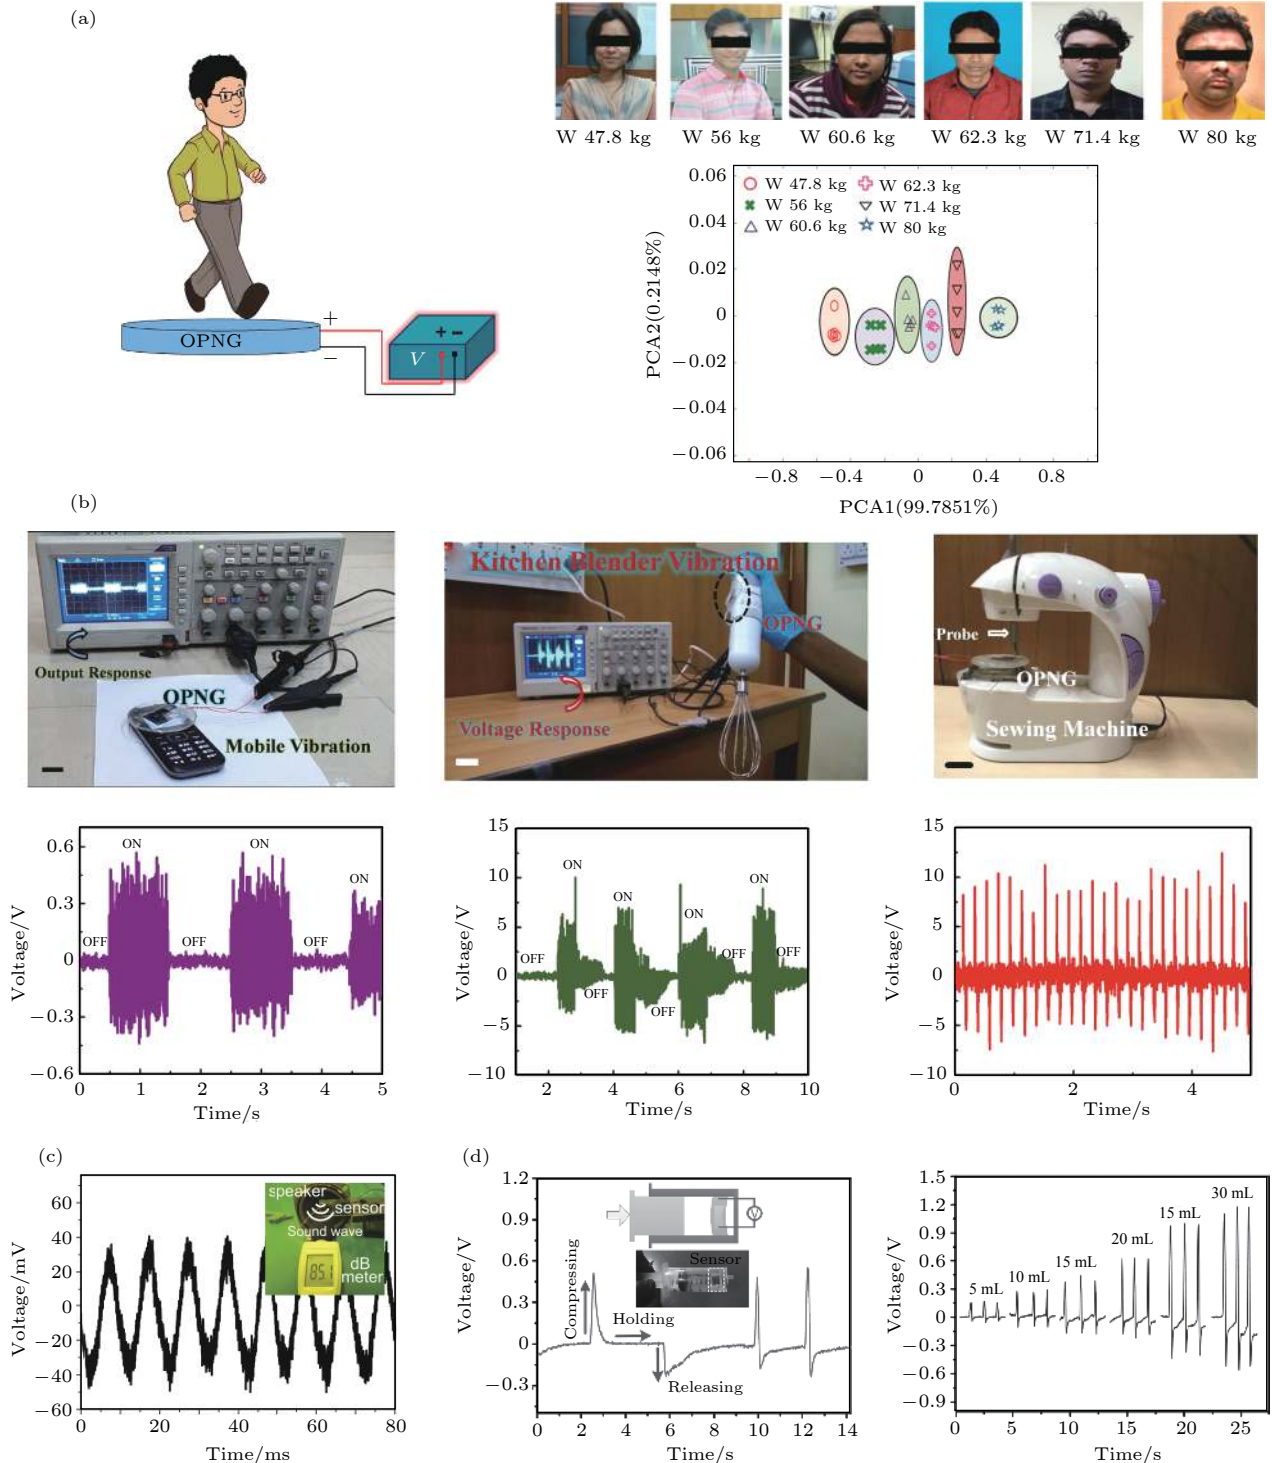 (a)
W 47.8 kg
W 56 kg
W 60.6 kg
W 62.3 kg
W 71.4 kg
W 80 kg
OPNG
+
−
+ −
V
0.06
0.04
0.02
0
−0.02
−0.04
−0.06
PCA2(0.2148%)
W 47.8 kg
W 56 kg
W 60.6 kg
W 62.3 kg
W 71.4 kg
W 80 kg
−0.8 −0.4 0 0.4 0.8
PCA1(99.7851%)
(b)
Output Response
OPNG
Mobile Vibration
Kitchen Blender Vibration
OPNG
Voltage Response
Probe
OPNG
Sewing Machine
0.6
0.3
0
−0.3
−0.6
Voltage/V
OFF
ON
OFF
ON
OFF
ON
0 1 2 3 4 5
Time/s
15
10
5
0
−5
−10
Voltage/V
OFF
ON
OFF
ON
OFF
ON
OFF
ON
OFF
2 4 6 8 10
Time/s
15
10
5
0
−5
−10
Voltage/V
0 2 4
Time/s
(c)
60
40
20
0
−20
−40
−60
Voltage/mV
speaker
sensor
Sound wave
dB
meter
85.1
0 20 40 60 80
Time/ms
(d)
1.2
0.9
0.6
0.3
0
−0.3
Voltage/V
V
Sensor
Compressing
Holding
Releasing
0 2 4 6 8 10 12 14
Time/s
1.5
1.2
0.9
0.6
0.3
0
−0.3
−0.6
−0.9
Voltage/V
5 mL
10 mL
15 mL
20 mL
15 mL
30 mL
0 5 10 15 20 25
Time/s